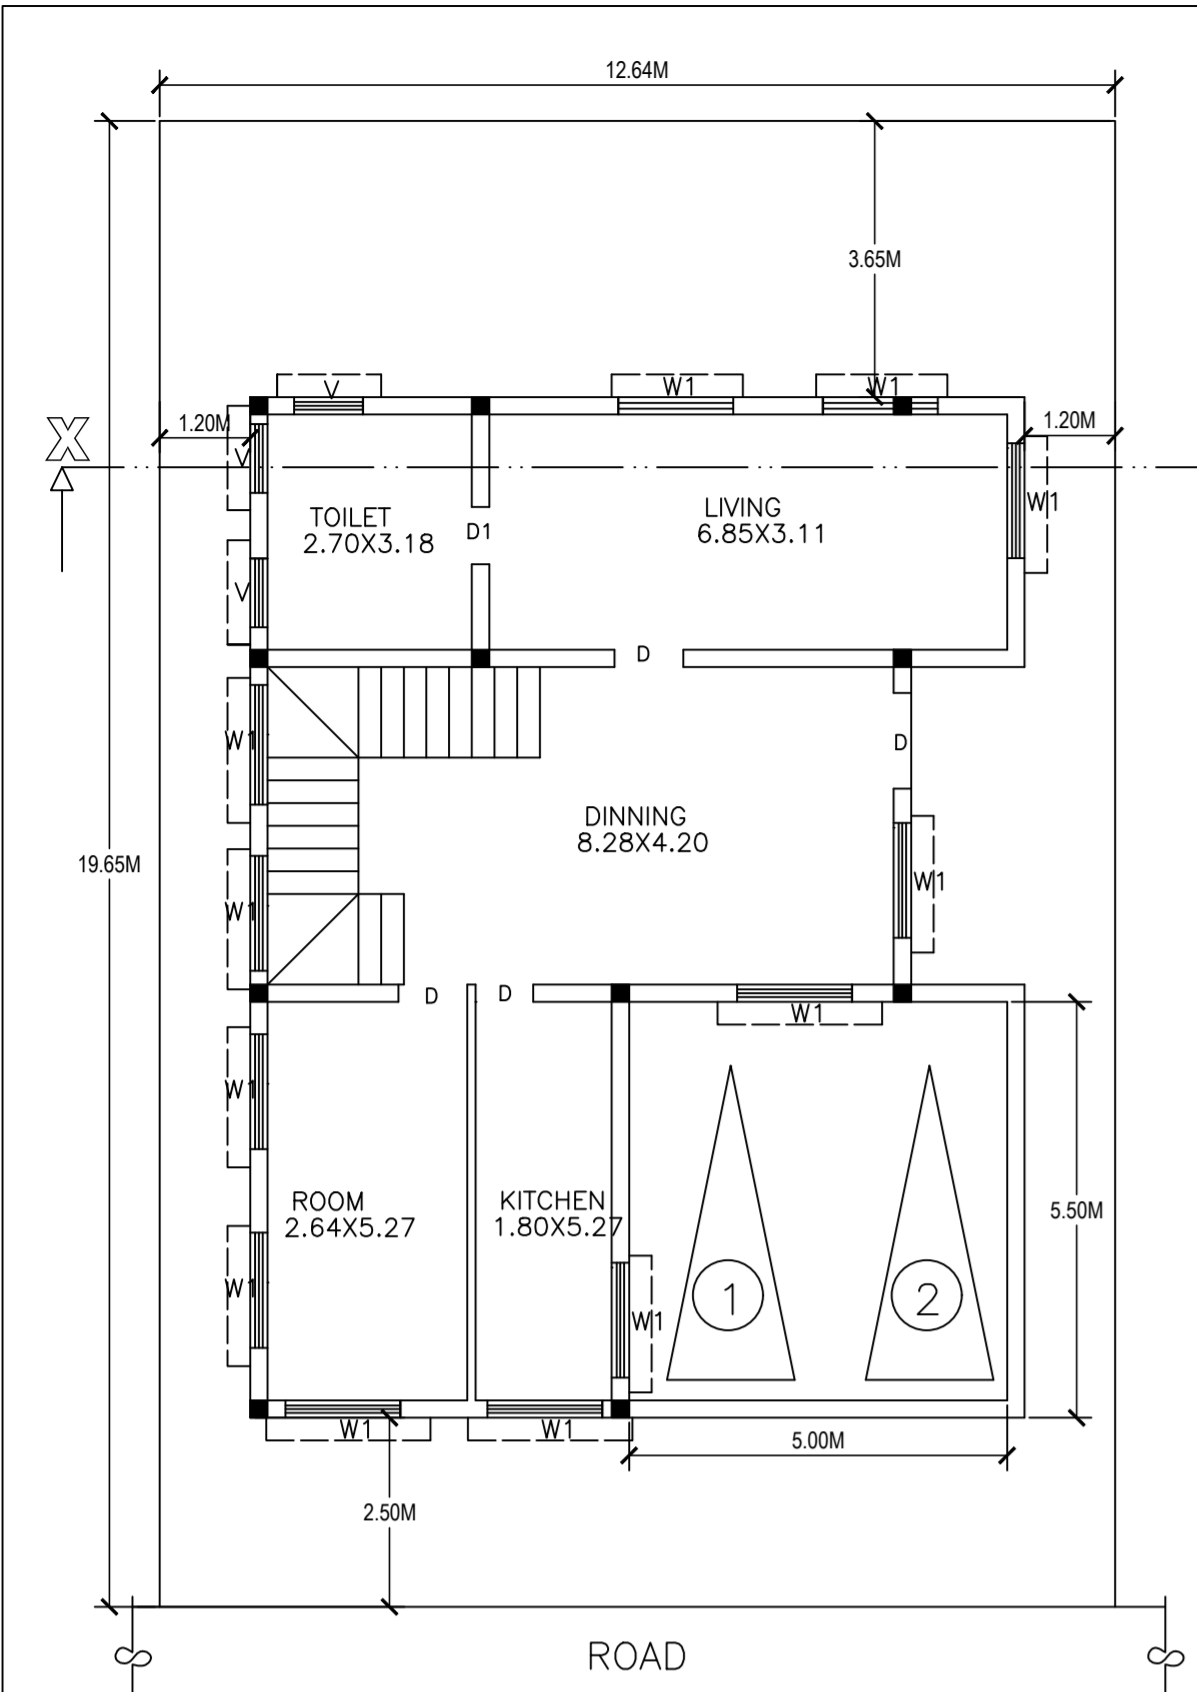 12.64M
3.65M
V
W1
W1
1.20M
1.20M
X
V
W1
TOILET
2.70X3.18
D1
LIVING
6.85X3.11
V
D
W1
D
DINNING
8.28X4.20
19.65M
W1
W1
D
D
W1
W1
ROOM
2.64X5.27
KITCHEN
1.80X5.27
5.50M
W1
1
2
W1
W1
W1
5.00M
2.50M
ROAD